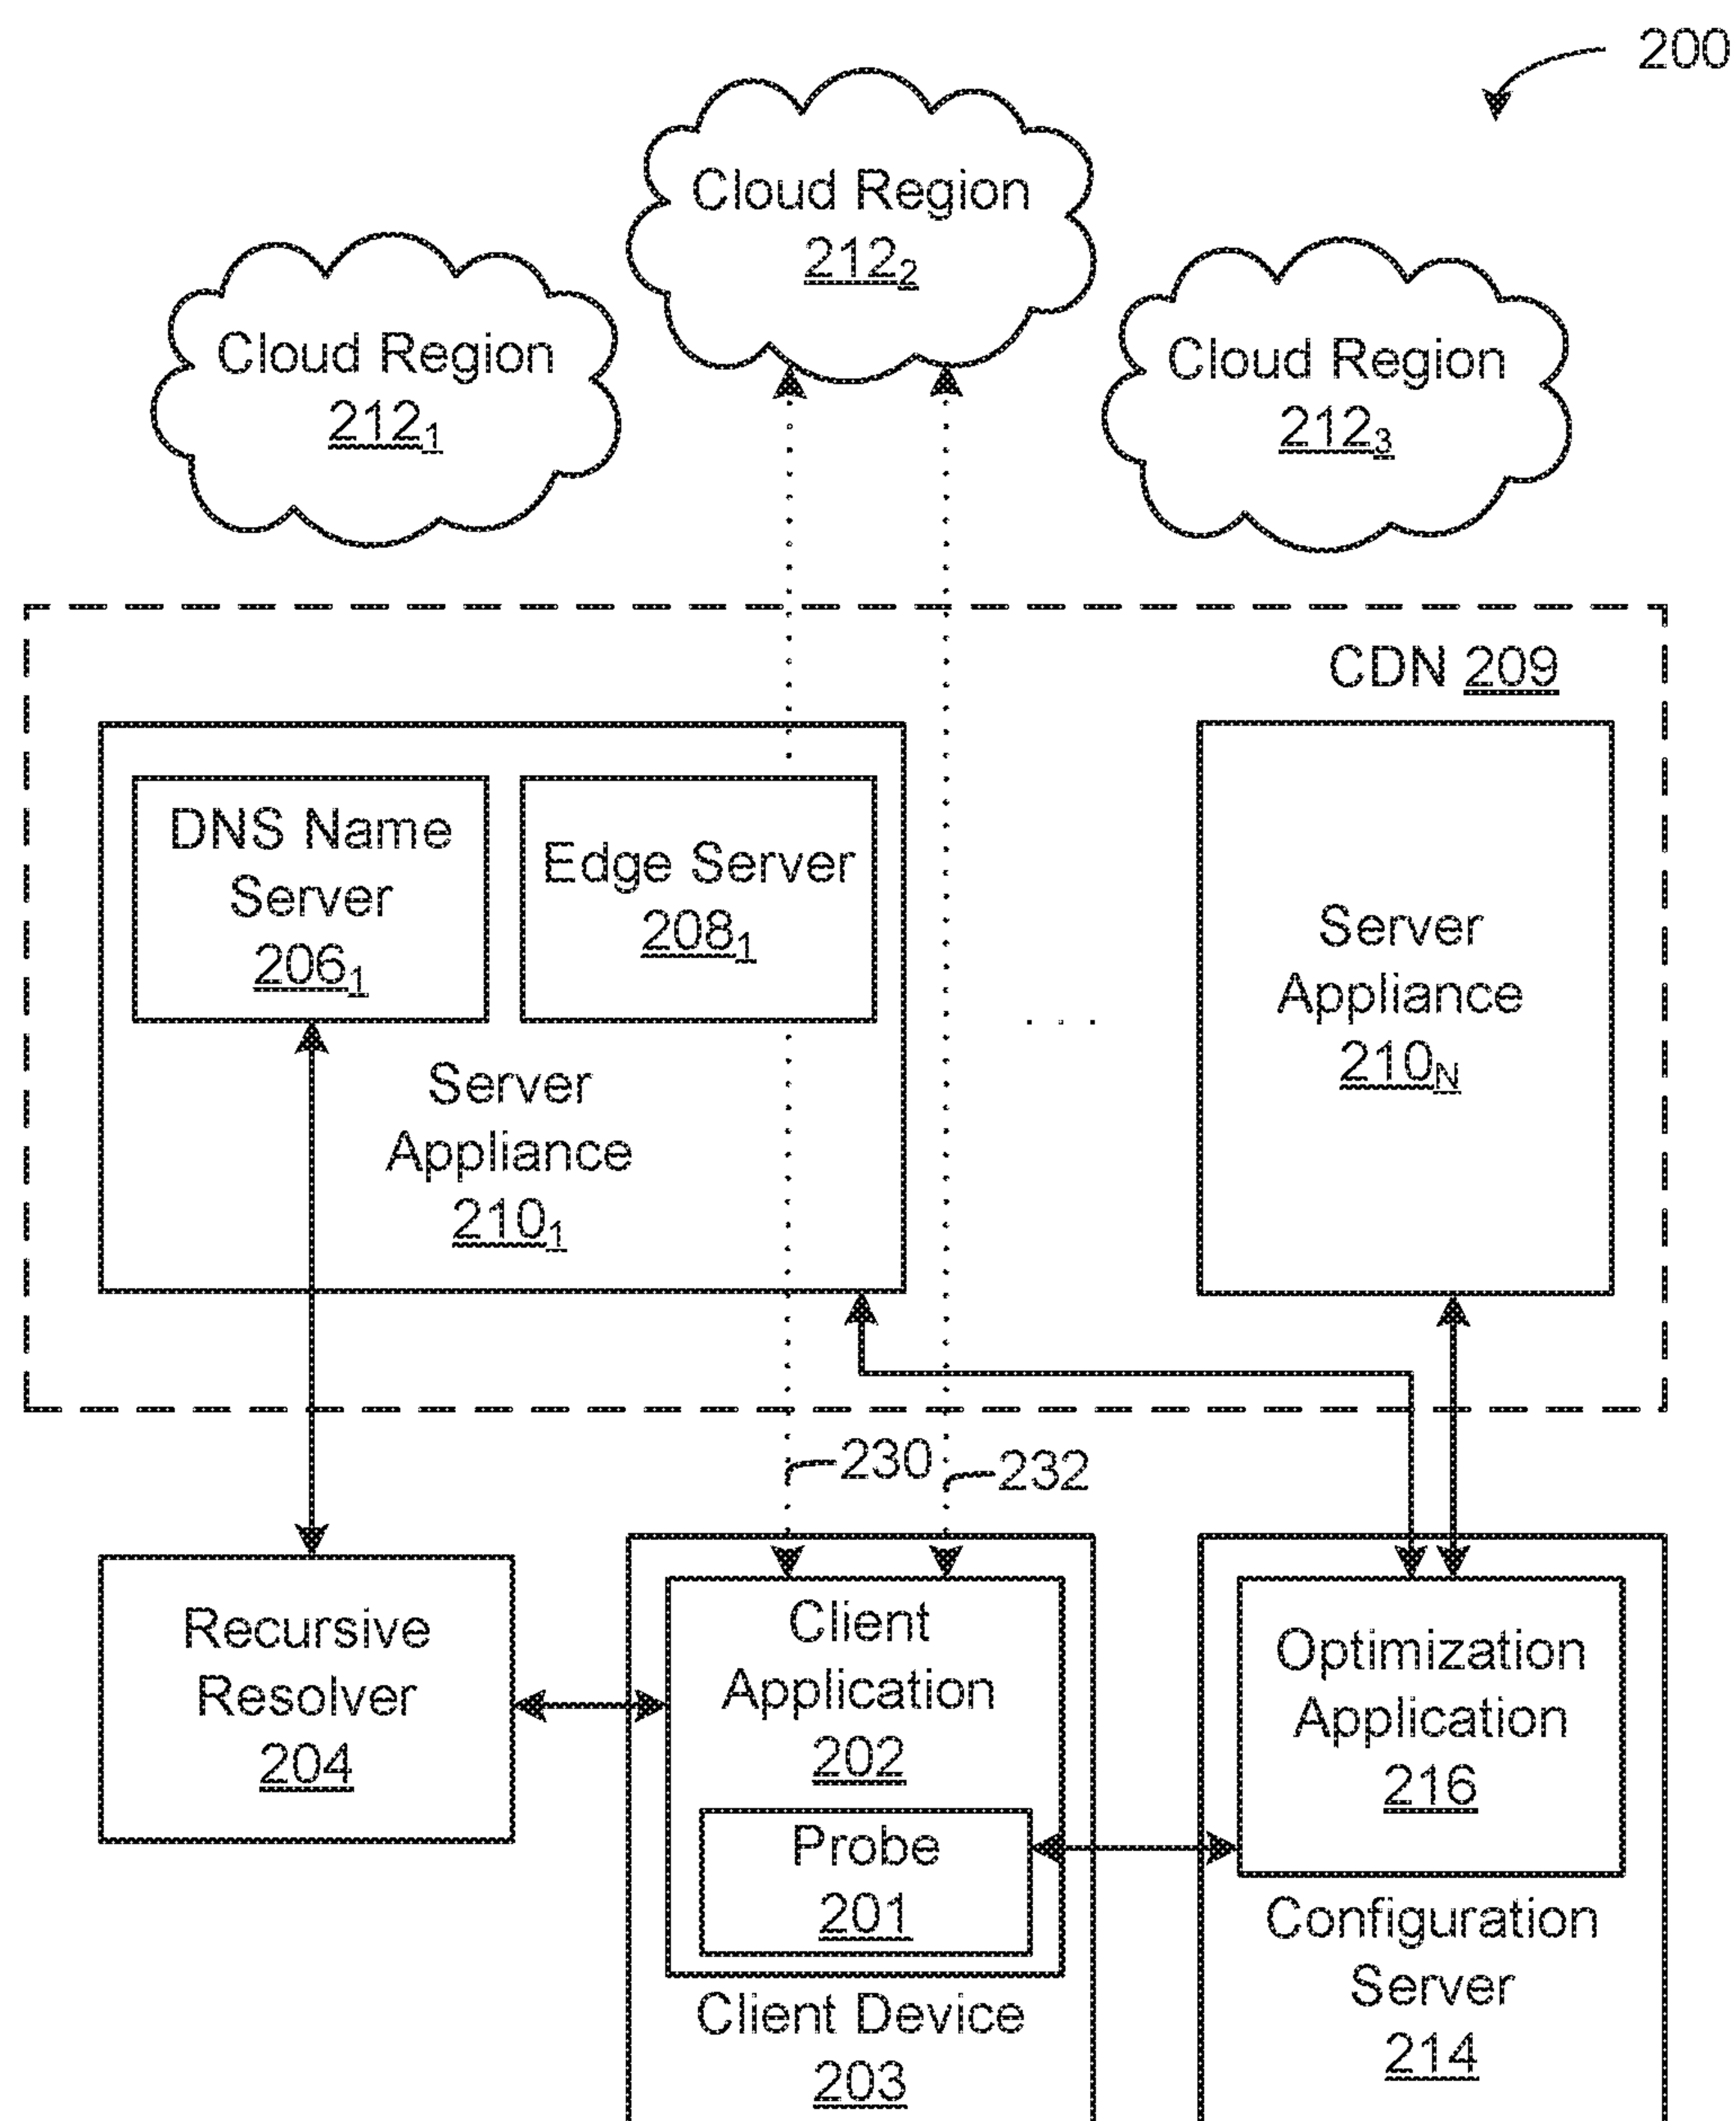 200
Cloud Region
212₂
Cloud Region
212₁
Cloud Region
212₃
CDN 209
DNS Name
Server
206₁
Edge Server
208₁
Server
Appliance
210₁
. . .
Server
Appliance
210_N
230
232
Recursive
Resolver
204
Client
Application
202
Probe
201
Client Device
203
Optimization
Application
216
Configuration
Server
214